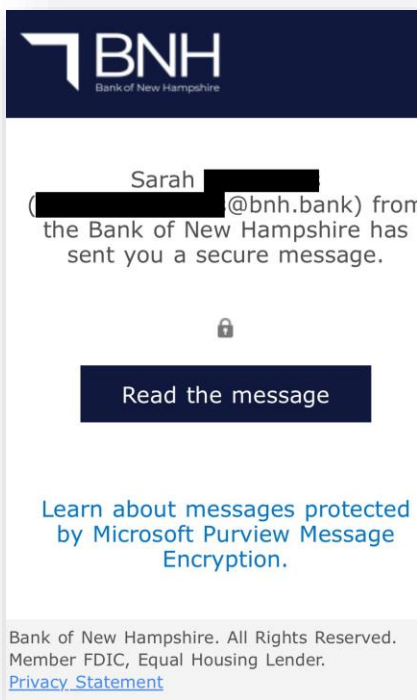 BNH
Bank of New Hampshire
Sarah
(@bnh.bank) from
the Bank of New Hampshire has
sent you a secure message.
Read the message
Learn about messages protected
by Microsoft Purview Message
Encryption.
Bank of New Hampshire. All Rights Reserved.
Member FDIC, Equal Housing Lender.
Privacy Statement